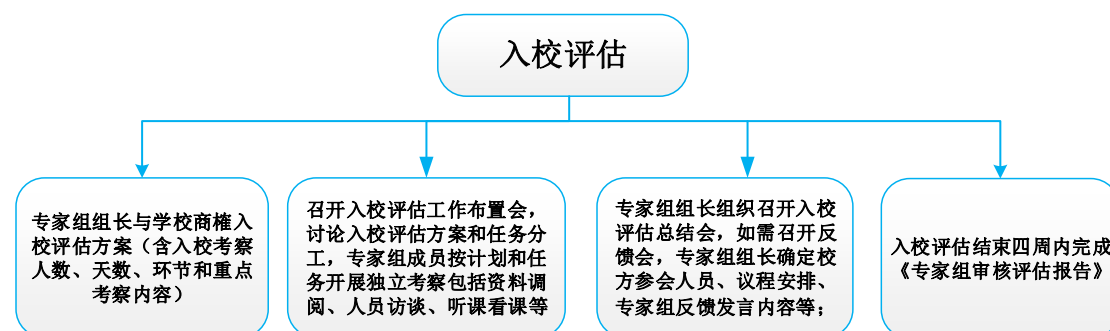 入校评估
专家组组长与学校商榷入
校评估方案（含入校考察
人数、天数、环节和重点
考察内容）
召开入校评估工作布置会，
讨论入校评估方案和任务分
工，专家组成员按计划和任
务开展独立考察包括资料调
阅、人员访谈、听课看课等
专家组组长组织召开入校
评估总结会，如需召开反
馈会，专家组组长确定校
方参会人员、议程安排、
专家组反馈发言内容等；
入校评估结束四周内完成
《专家组审核评估报告》